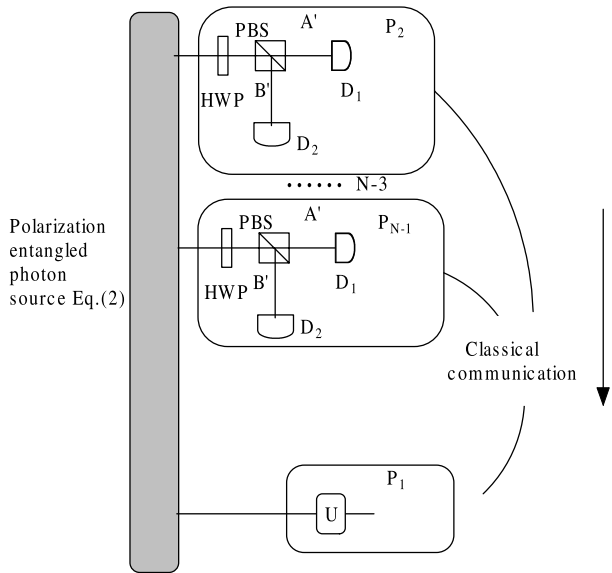 PBS
A'
P2
HWP
B'
D1
D2
...... N-3
PBS
A'
PN-1
HWP
B'
D1
D2
Polarization
entangled
photon
source Eq.(2)
Classical
communication
P1
U